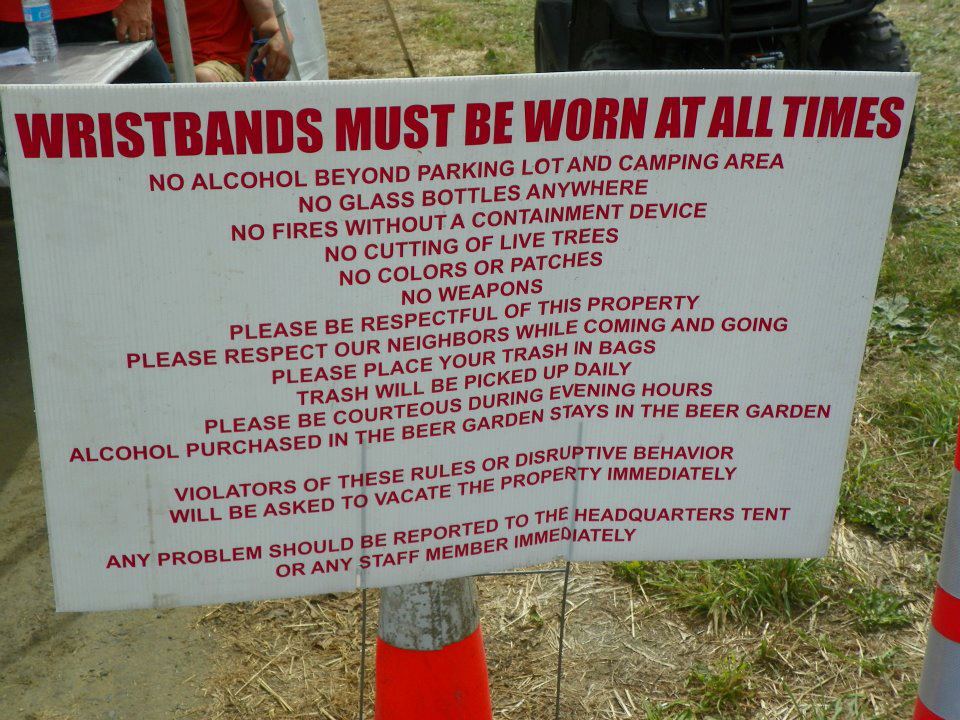 WRISTBANDS MUST BE WORN AT ALL TIMES
NO ALCOHOL BEYOND PARKING LOT AND CAMPING AREA
NO GLASS BOTTLES ANYWHERE
NO FIRES WITHOUT A CONTAINMENT DEVICE
NO CUTTING OF LIVE TREES
NO COLORS OR PATCHES
NO WEAPONS
PLEASE BE RESPECTFUL OF THIS PROPERTY
PLEASE RESPECT OUR NEIGHBORS WHILE COMING AND GOING
PLEASE PLACE YOUR TRASH IN BAGS
TRASH WILL BE PICKED UP DAILY
PLEASE BE COURTEOUS DURING EVENING HOURS
ALCOHOL PURCHASED IN THE BEER GARDEN STAYS IN THE BEER GARDEN
VIOLATORS OF THESE RULES OR DISRUPTIVE BEHAVIOR
WILL BE ASKED TO VACATE THE PROPERTY IMMEDIATELY
ANY PROBLEM SHOULD BE REPORTED TO THE HEADQUARTERS TENT
OR ANY STAFF MEMBER IMMEDIATELY